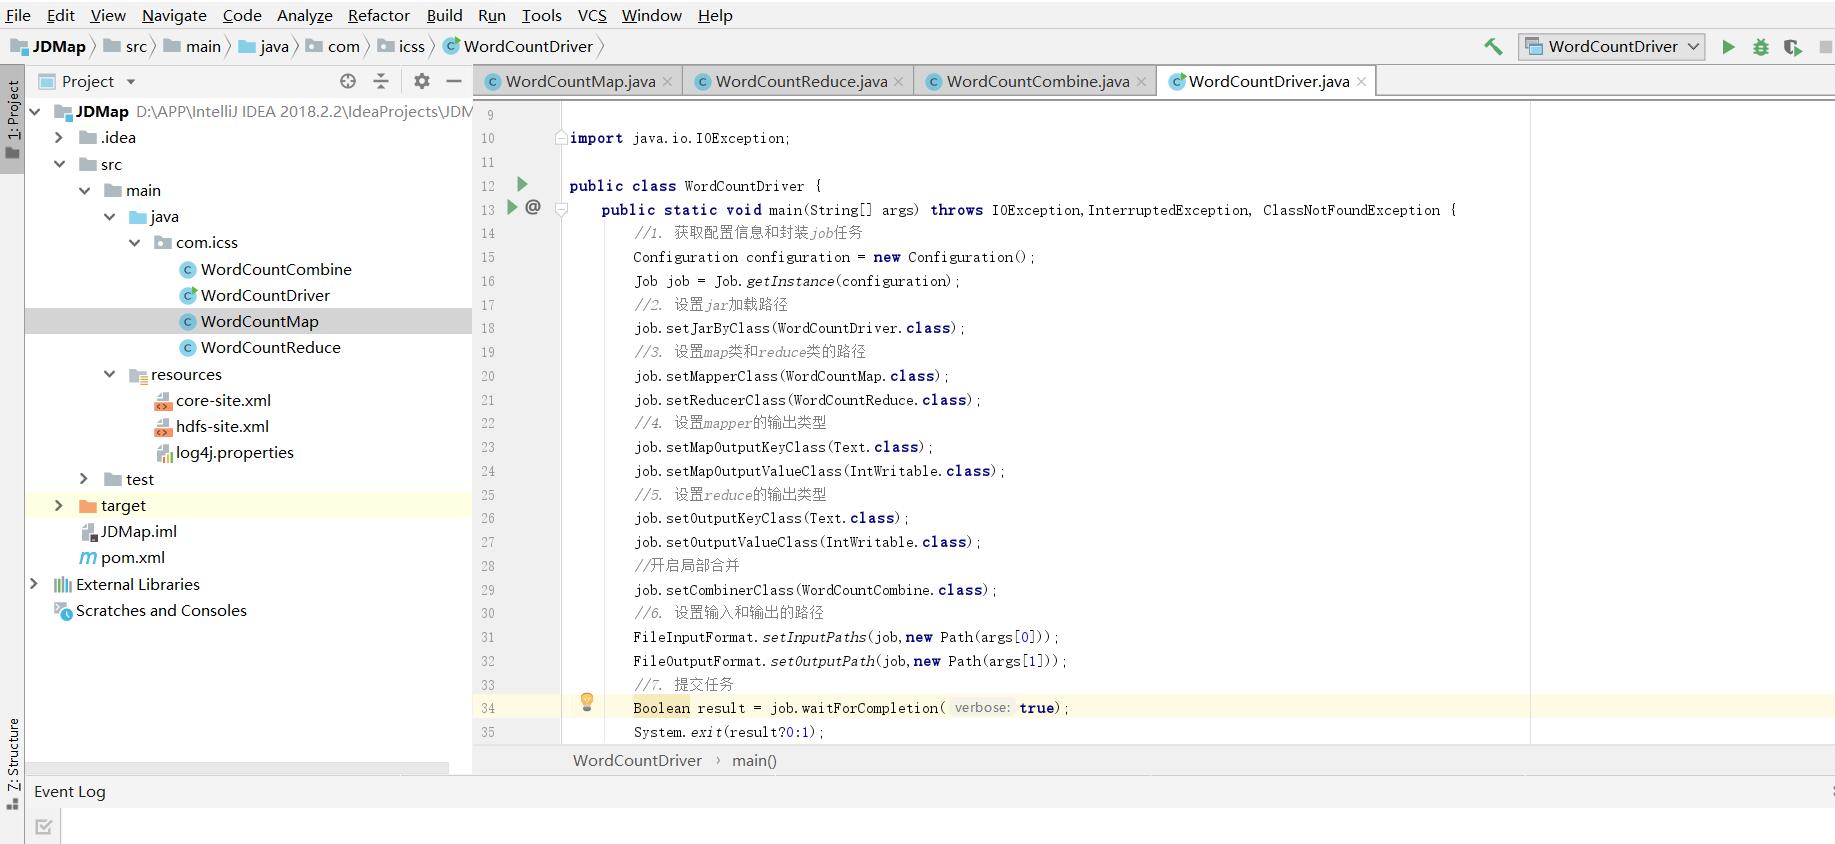 File Edit View Navigate Code Analyze Refactor Build Run Tools VCS Window Help
JDMap src main java com icss WordCountDriver
WordCountDriver
1: Project
Project
WordCountMap.java WordCountReduce.java WordCountCombine.java WordCountDriver.java
JDMap D:\APP\IntelliJ IDEA 2018.2.2\IdeaProjects\JDM
.idea
src
main
java
com.icss
WordCountCombine
WordCountDriver
WordCountMap
WordCountReduce
resources
core-site.xml
hdfs-site.xml
log4j.properties
test
target
JDMap.iml
pom.xml
External Libraries
Scratches and Consoles
9
10 import java.io.IOException;
11
12 public class WordCountDriver {
13 @ public static void main(String[] args) throws IOException,InterruptedException, ClassNotFoundException {
14 //1. 获取配置信息和封装job任务
15 Configuration configuration = new Configuration();
16 Job job = Job.getInstance(configuration);
17 //2. 设置jar加载路径
18 job.setJarByClass(WordCountDriver.class);
19 //3. 设置map类和reduce类的路径
20 job.setMapperClass(WordCountMap.class);
21 job.setReducerClass(WordCountReduce.class);
22 //4. 设置mapper的输出类型
23 job.setMapOutputKeyClass(Text.class);
24 job.setMapOutputValueClass(IntWritable.class);
25 //5. 设置reduce的输出类型
26 job.setOutputKeyClass(Text.class);
27 job.setOutputValueClass(IntWritable.class);
28 //开启局部合并
29 job.setCombinerClass(WordCountCombine.class);
30 //6. 设置输入和输出的路径
31 FileInputFormat.setInputPaths(job,new Path(args[0]));
32 FileOutputFormat.setOutputPath(job,new Path(args[1]));
33 //7. 提交任务
34 Boolean result = job.waitForCompletion( verbose: true);
35 System.exit(result?0:1);
WordCountDriver › main()
Z: Structure
Event Log